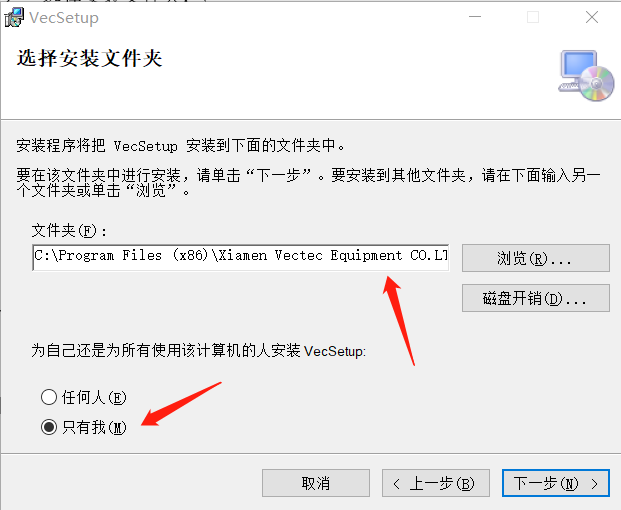 VecSetup
选择安装文件夹
安装程序将把 VecSetup 安装到下面的文件夹中。
要在该文件夹中进行安装，请单击“下一步”。要安装到其他文件夹，请在下面输入另一
个文件夹或单击“浏览”。
文件夹(F)：
C:\Program Files (x86)\Xiamen Vectec Equipment CO.LT
浏览(R)...
磁盘开销(D)...
为自己还是为所有使用该计算机的人安装 VecSetup:
任何人(E)
只有我(M)
取消
< 上一步(B)
下一步(N) >